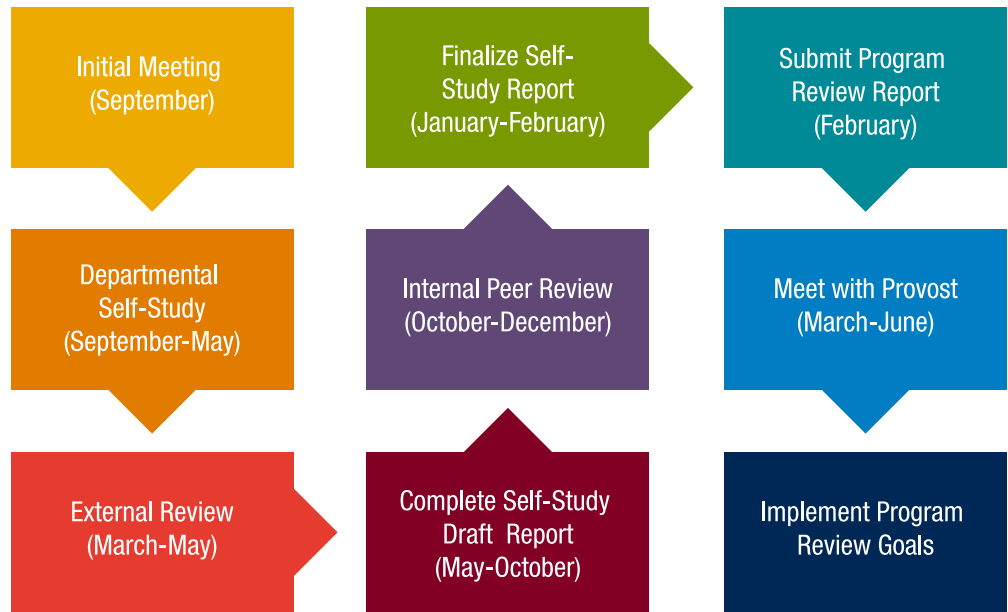 Initial Meeting
(September)
Departmental
Self-Study
(September-May)
External Review
(March-May)
Complete Self-Study
Draft Report
(May-October)
Internal Peer Review
(October-December)
Finalize Self-
Study Report
(January-February)
Submit Program
Review Report
(February)
Meet with Provost
(March-June)
Implement Program
Review Goals